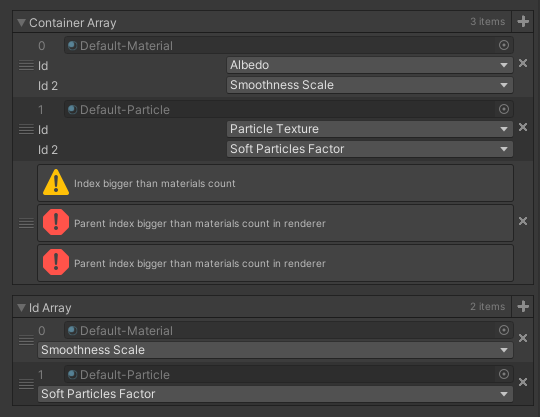 Container Array 3 items
0 Default-Material
Id Albedo
Id 2 Smoothness Scale
1 Default-Particle
Id Particle Texture
Id 2 Soft Particles Factor
Index bigger than materials count
Parent index bigger than materials count in renderer
Parent index bigger than materials count in renderer
Id Array 2 items
0 Default-Material
Smoothness Scale
1 Default-Particle
Soft Particles Factor